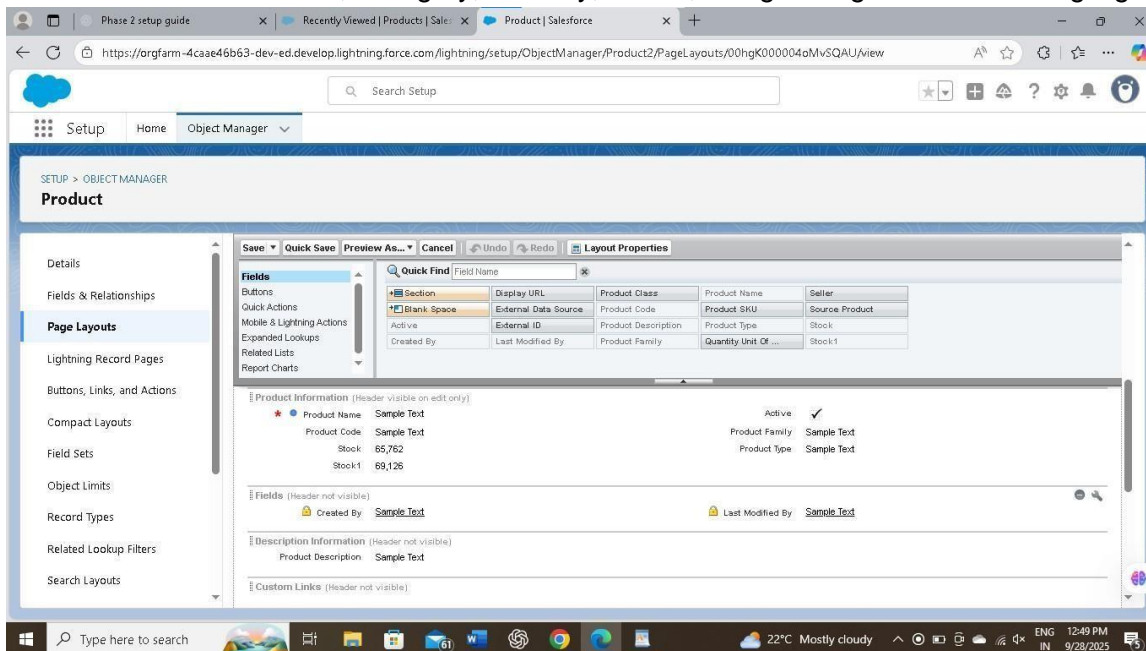 Phase 2 setup guide
Recently Viewed | Products | Sale
Product | Salesforce
https://orgfarm-4caae46b63-dev-ed.develop.lightning.force.com/lightning/setup/ObjectManager/Product2/PageLayouts/00hgK000004oMvSQAU/view
Search Setup
Setup Home Object Manager
SETUP > OBJECT MANAGER
Product
Details
Fields & Relationships
Page Layouts
Lightning Record Pages
Buttons, Links, and Actions
Compact Layouts
Field Sets
Object Limits
Record Types
Related Lookup Filters
Search Layouts
Save Quick Save Preview As... Cancel Undo Redo Layout Properties
Fields
Buttons
Quick Actions
Mobile & Lightning Actions
Expanded Lookups
Related Lists
Report Charts
Quick Find Field Name
Section Display URL Product Class Product Name Seller
Blank Space External Data Source Product Code Product SKU Source Product
Active External ID Product Description Product Type Stock
Created By Last Modified By Product Family Quantity Unit Of ... Stock1
Product Information (Header visible on edit only)
* Product Name Sample Text Active ✓
Product Code Sample Text Product Family Sample Text
Stock 65,762 Product Type Sample Text
Stock1 69,126
Fields (Header not visible)
Created By Sample Text Last Modified By Sample Text
Description Information (Header not visible)
Product Description Sample Text
Custom Links (Header not visible)
Type here to search
61
22°C Mostly cloudy
ENG 12:49 PM
IN 9/28/2025
5